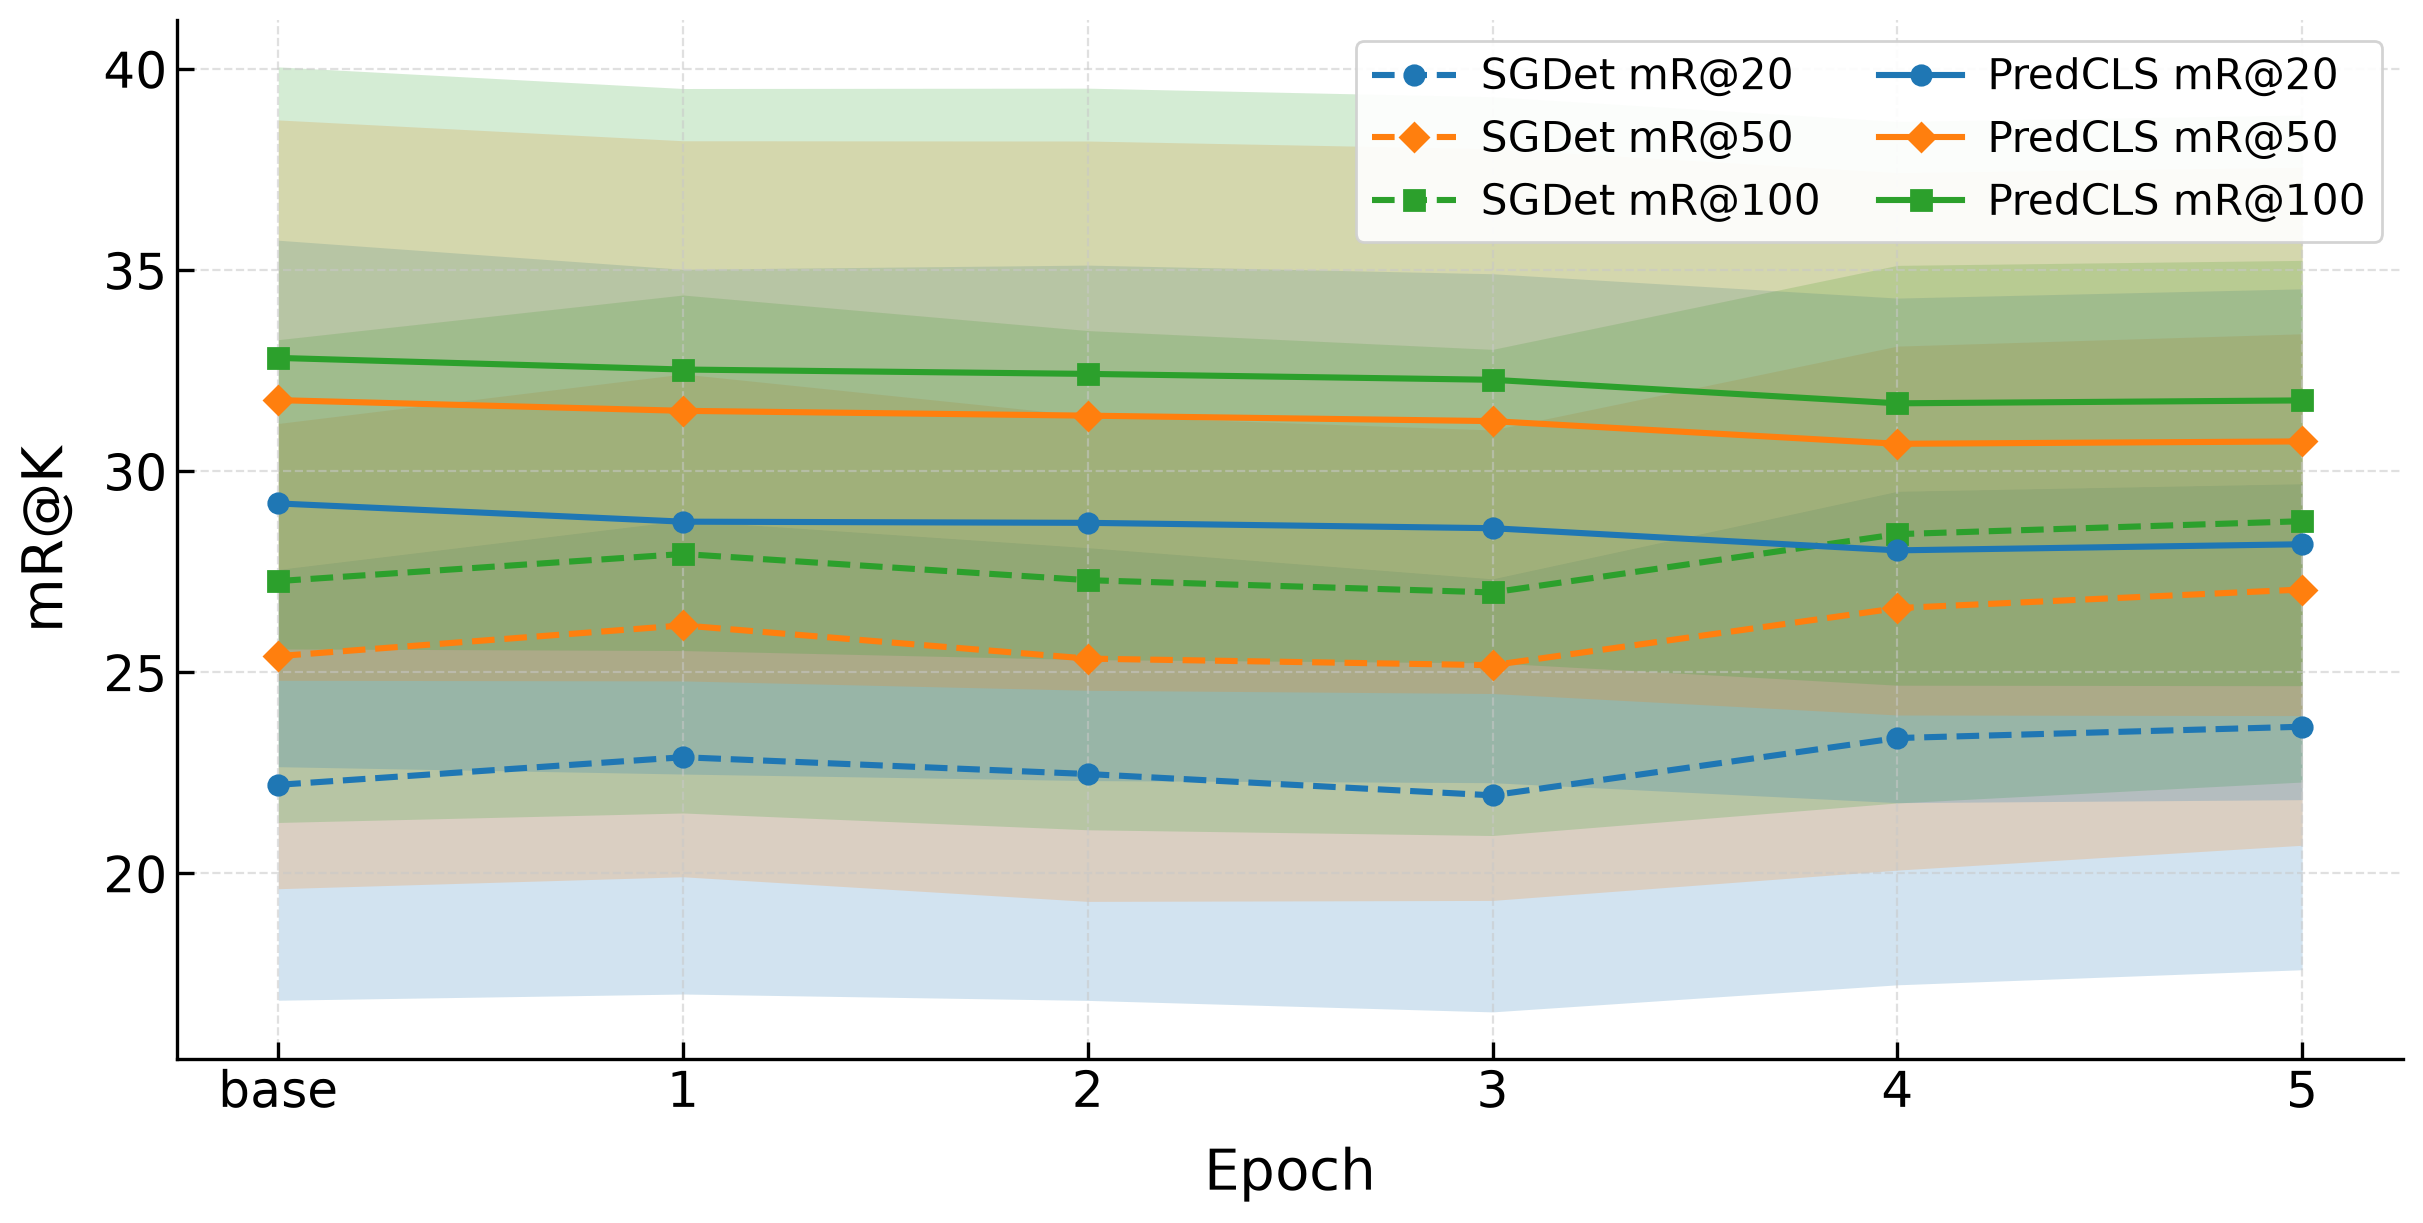 40
35
30
25
20
mR@K
SGDet mR@20
SGDet mR@50
SGDet mR@100
PredCLS mR@20
PredCLS mR@50
PredCLS mR@100
base 1 2 3 4 5
Epoch